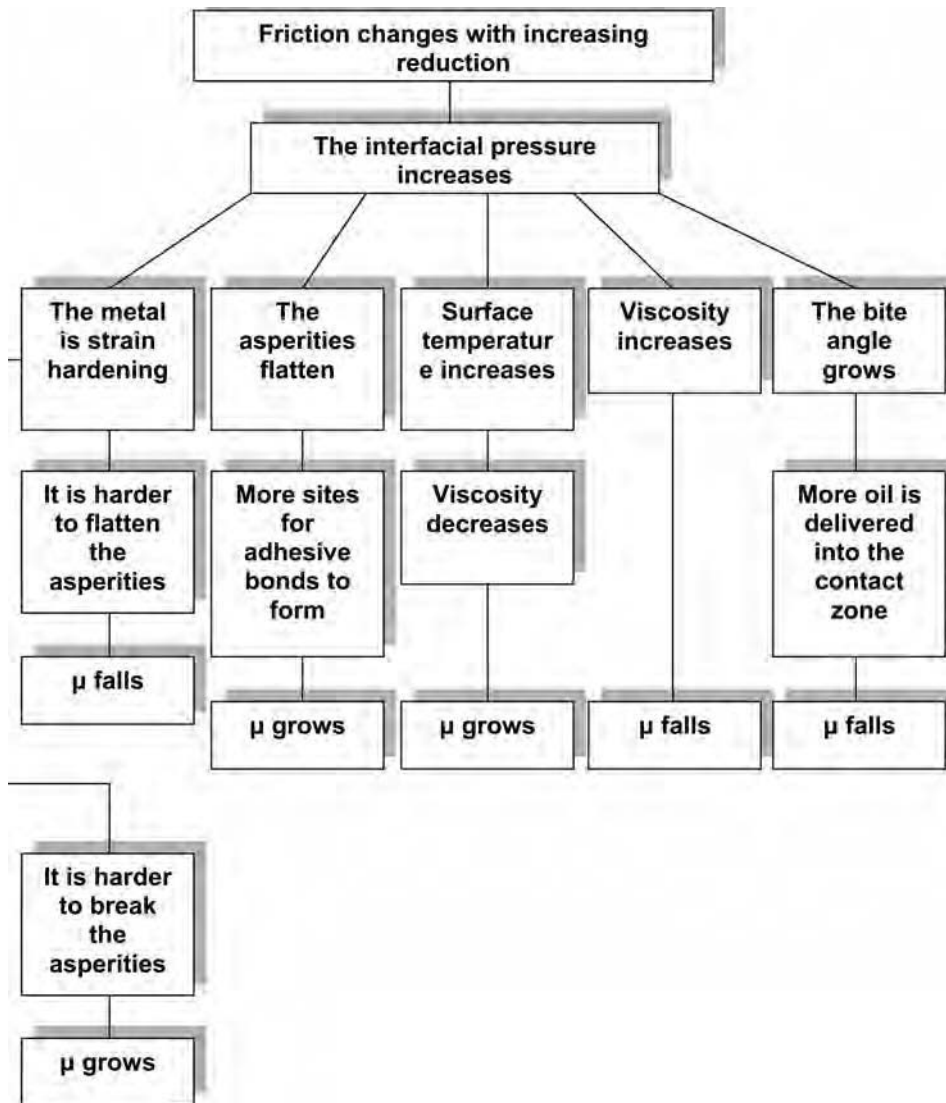 Friction changes with increasing
reduction
The interfacial pressure
increases
The metal
is strain
hardening
The
asperities
flatten
Surface
temperatur
e increases
Viscosity
increases
The bite
angle
grows
It is harder
to flatten
the
asperities
More sites
for
adhesive
bonds to
form
Viscosity
decreases
More oil is
delivered
into the
contact
zone
µ falls
µ grows
µ grows
µ falls
µ falls
It is harder
to break
the
asperities
µ grows